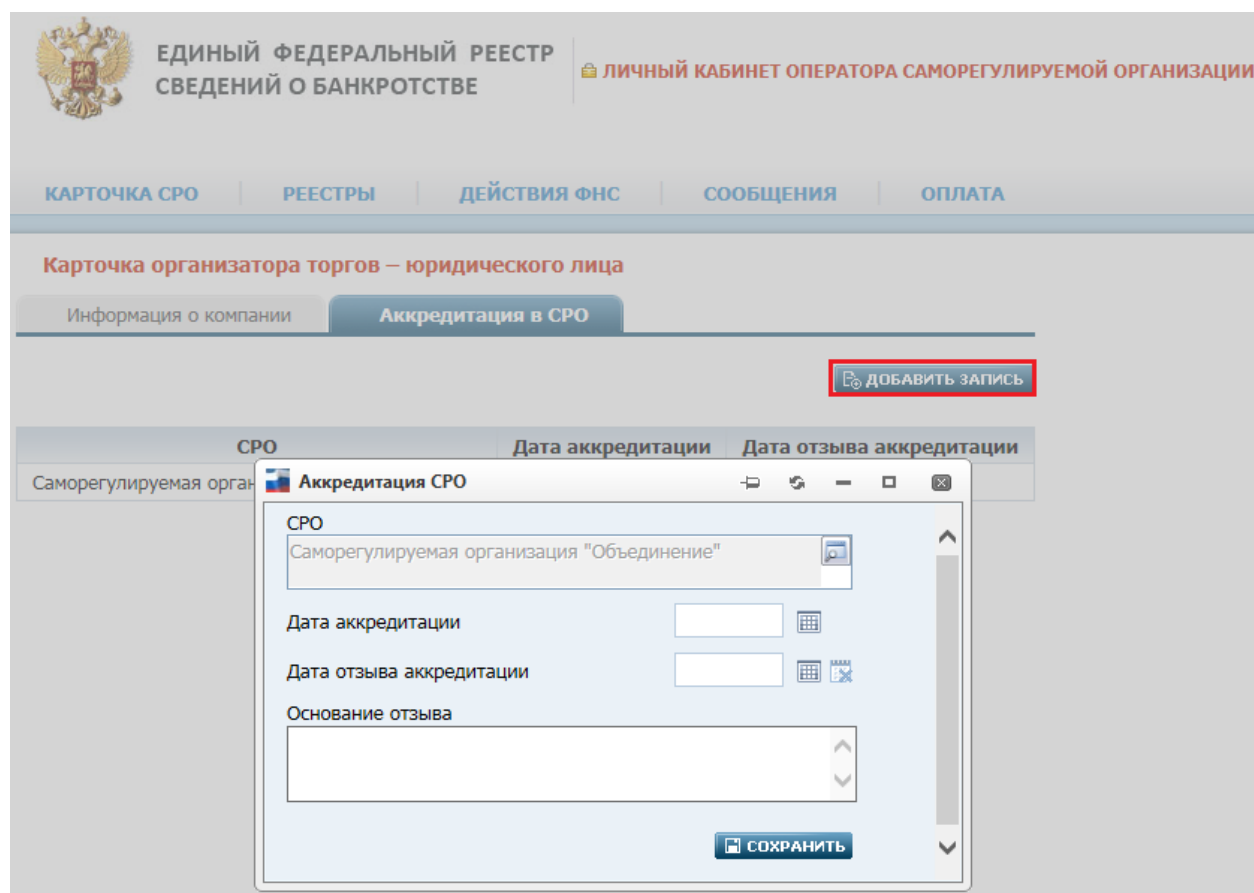 ЕДИНЫЙ ФЕДЕРАЛЬНЫЙ РЕЕСТР
СВЕДЕНИЙ О БАНКРОТСТВЕ
ЛИЧНЫЙ КАБИНЕТ ОПЕРАТОРА САМОРЕГУЛИРУЕМОЙ ОРГАНИЗАЦИИ
КАРТОЧКА СРО РЕЕСТРЫ ДЕЙСТВИЯ ФНС СООБЩЕНИЯ ОПЛАТА
Карточка организатора торгов – юридического лица
Информация о компании Аккредитация в СРО
ДОБАВИТЬ ЗАПИСЬ
СРО Дата аккредитации Дата отзыва аккредитации
Саморегулируемая орган
Аккредитация СРО
СРО
Саморегулируемая организация "Объединение"
Дата аккредитации
Дата отзыва аккредитации
Основание отзыва
СОХРАНИТЬ